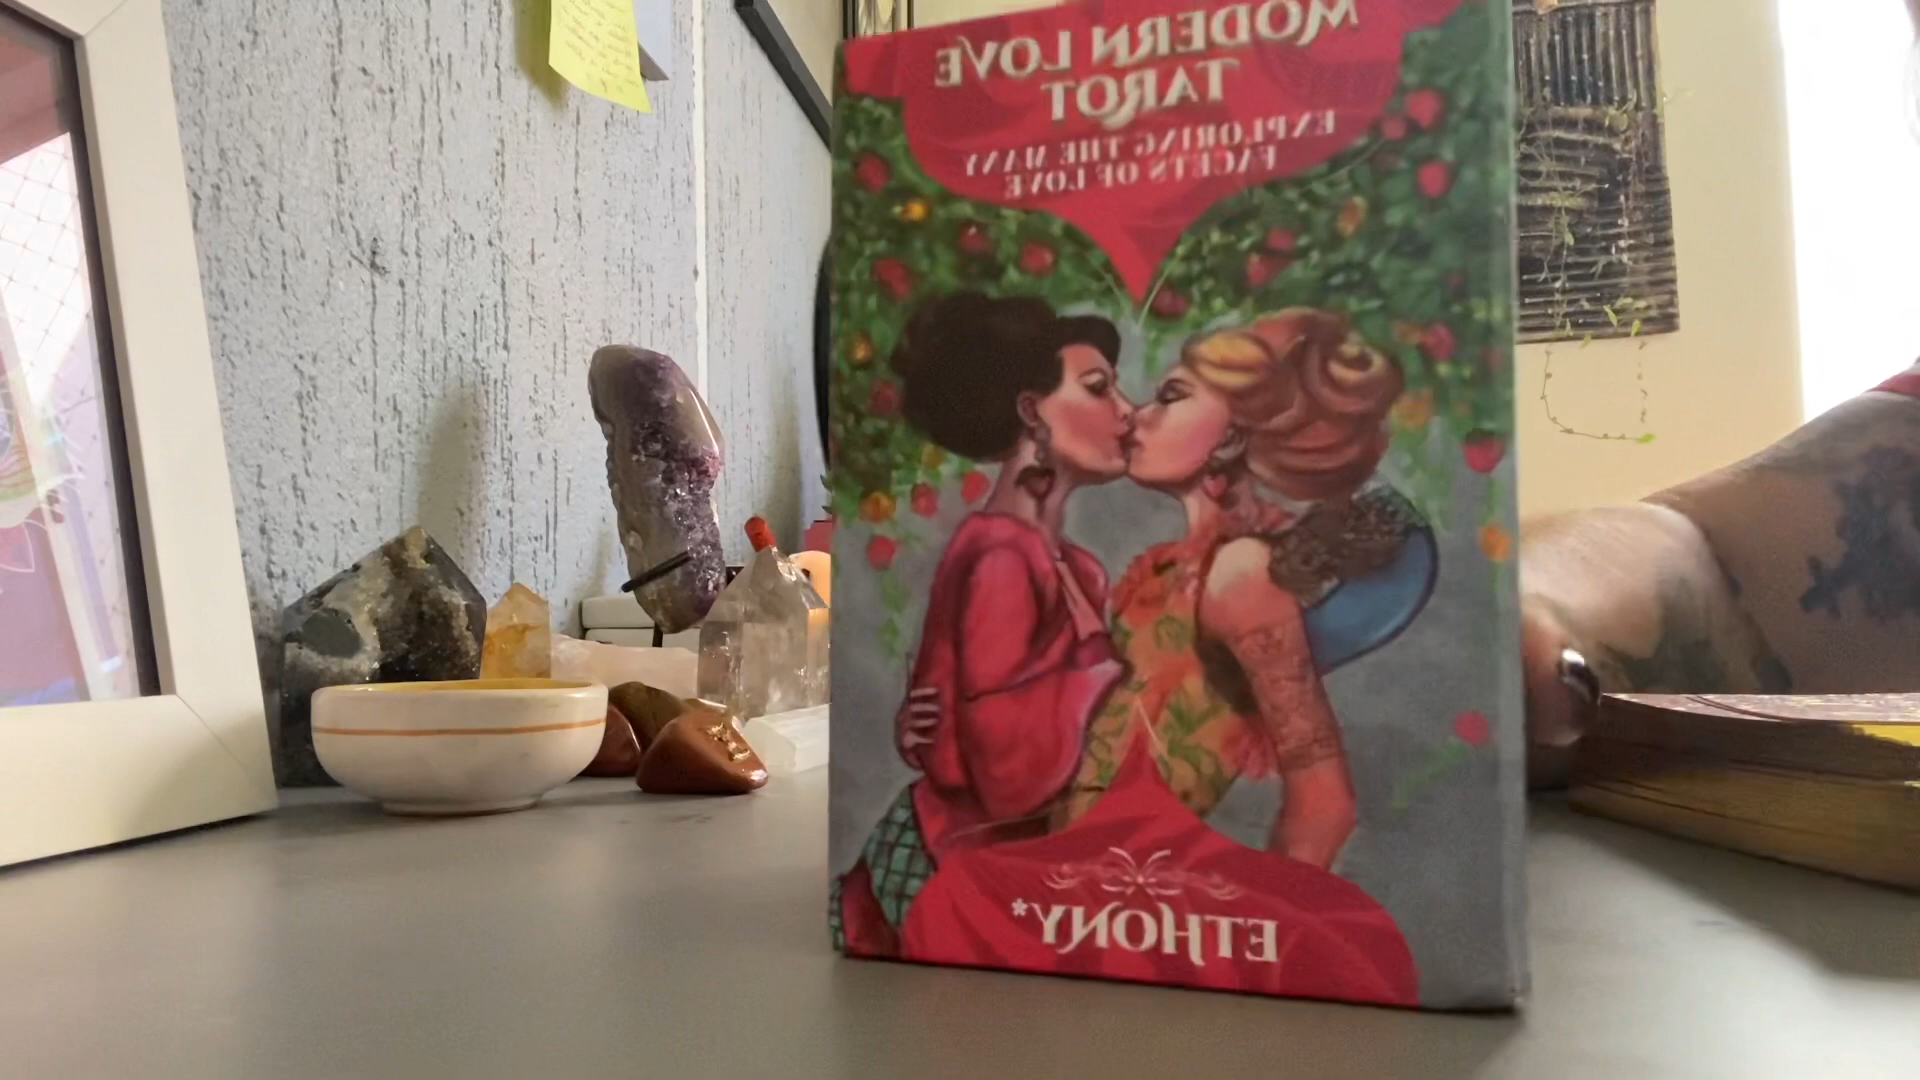 MODERN LOVE
TAROT
EXPLORING THE MANY
FACETS OF LOVE
ETHONY*